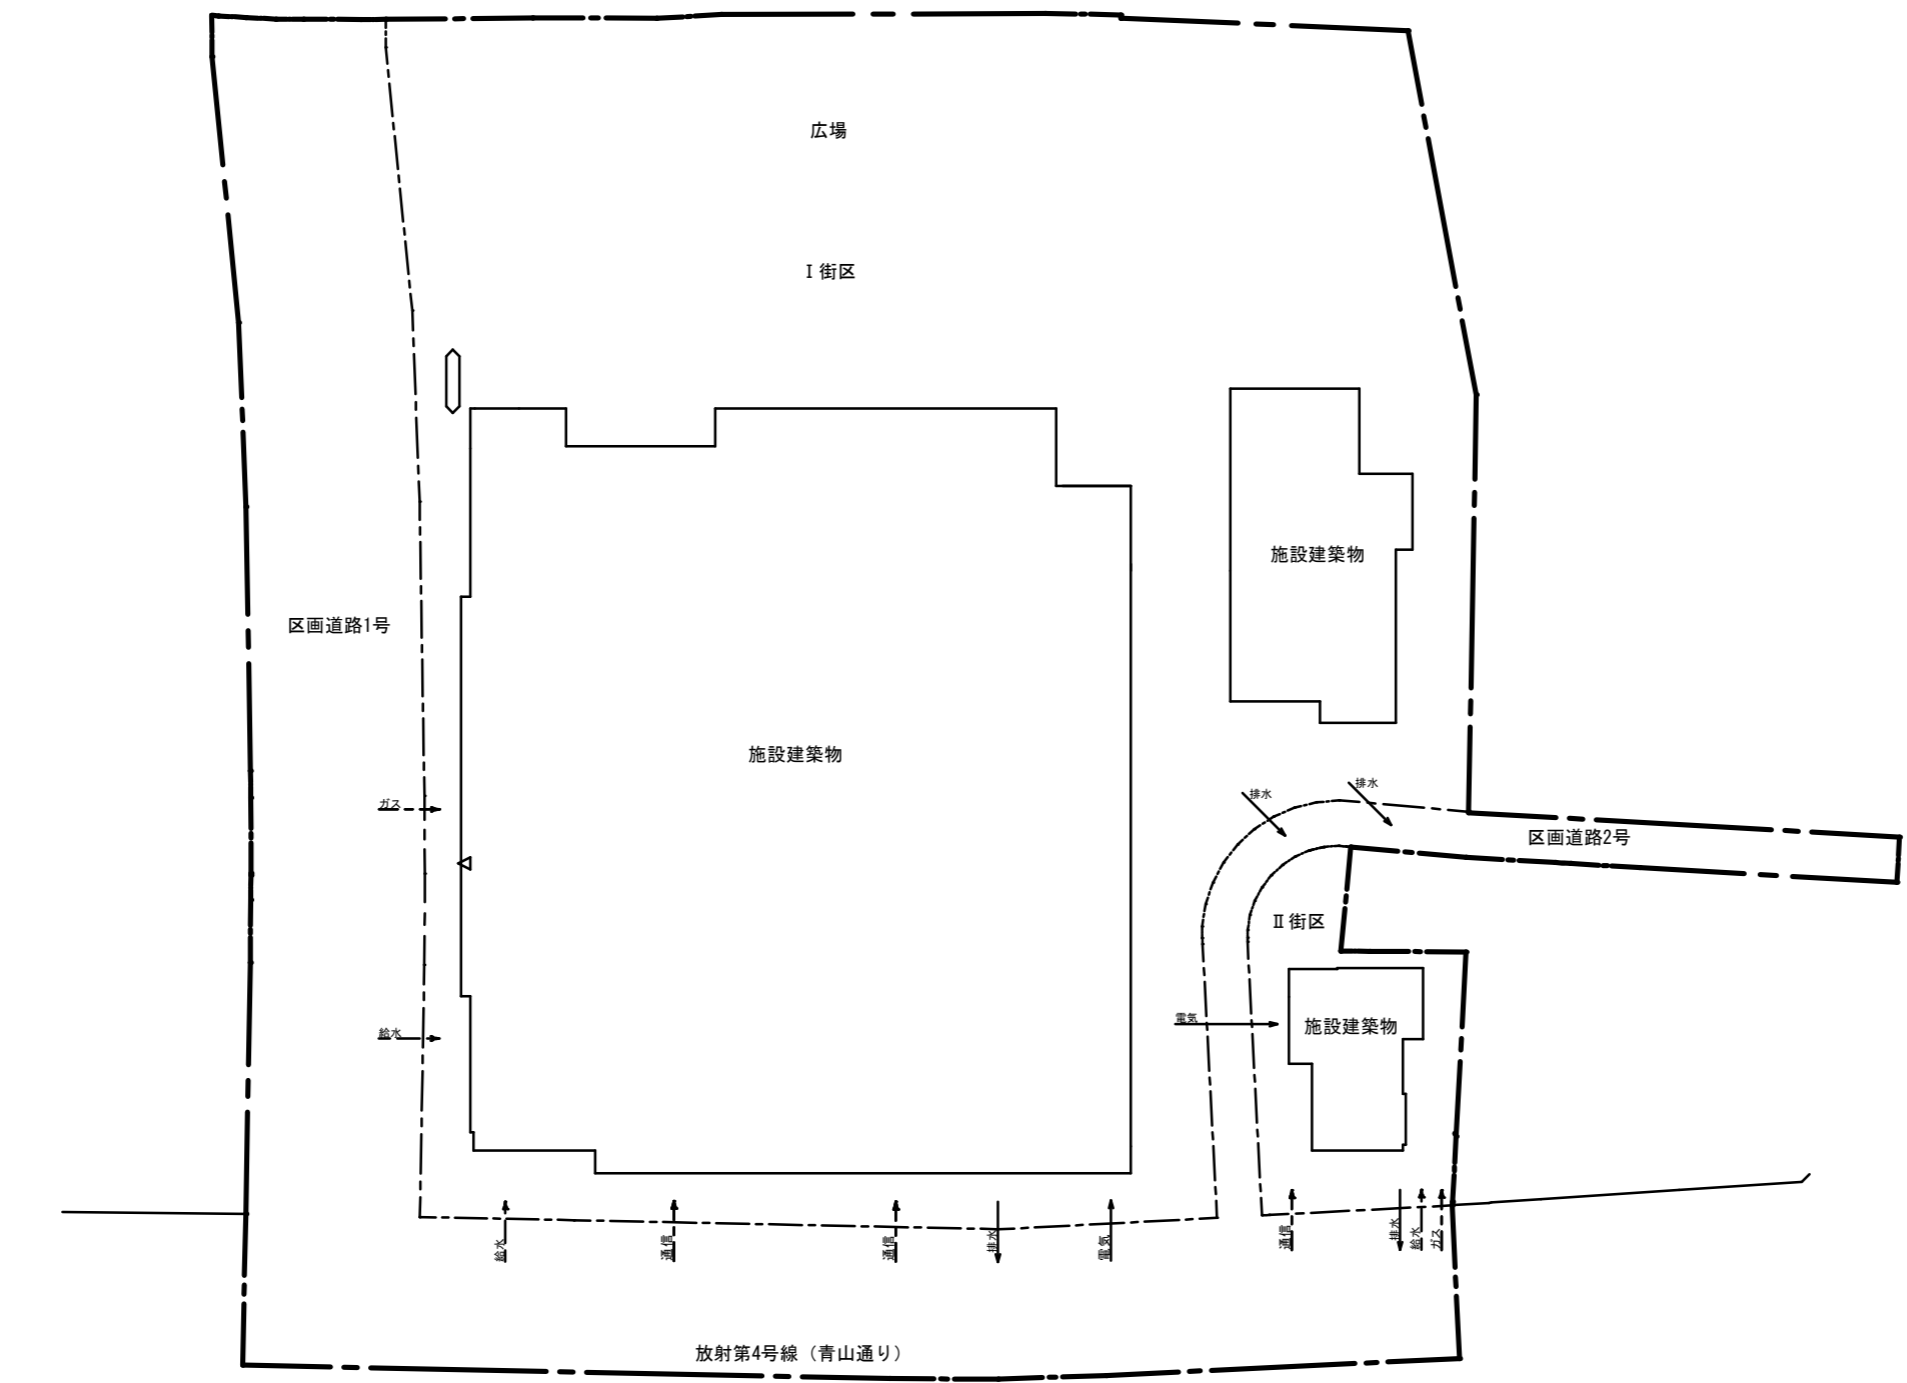 広場
Ⅰ街区
施設建築物
区画道路1号
施設建築物
排水
排水
ガス
区画道路2号
Ⅱ街区
電気
施設建築物
給水
給水
通信
通信
排水
電気
通信
排水
給水
ガス
放射第4号線（青山通り）